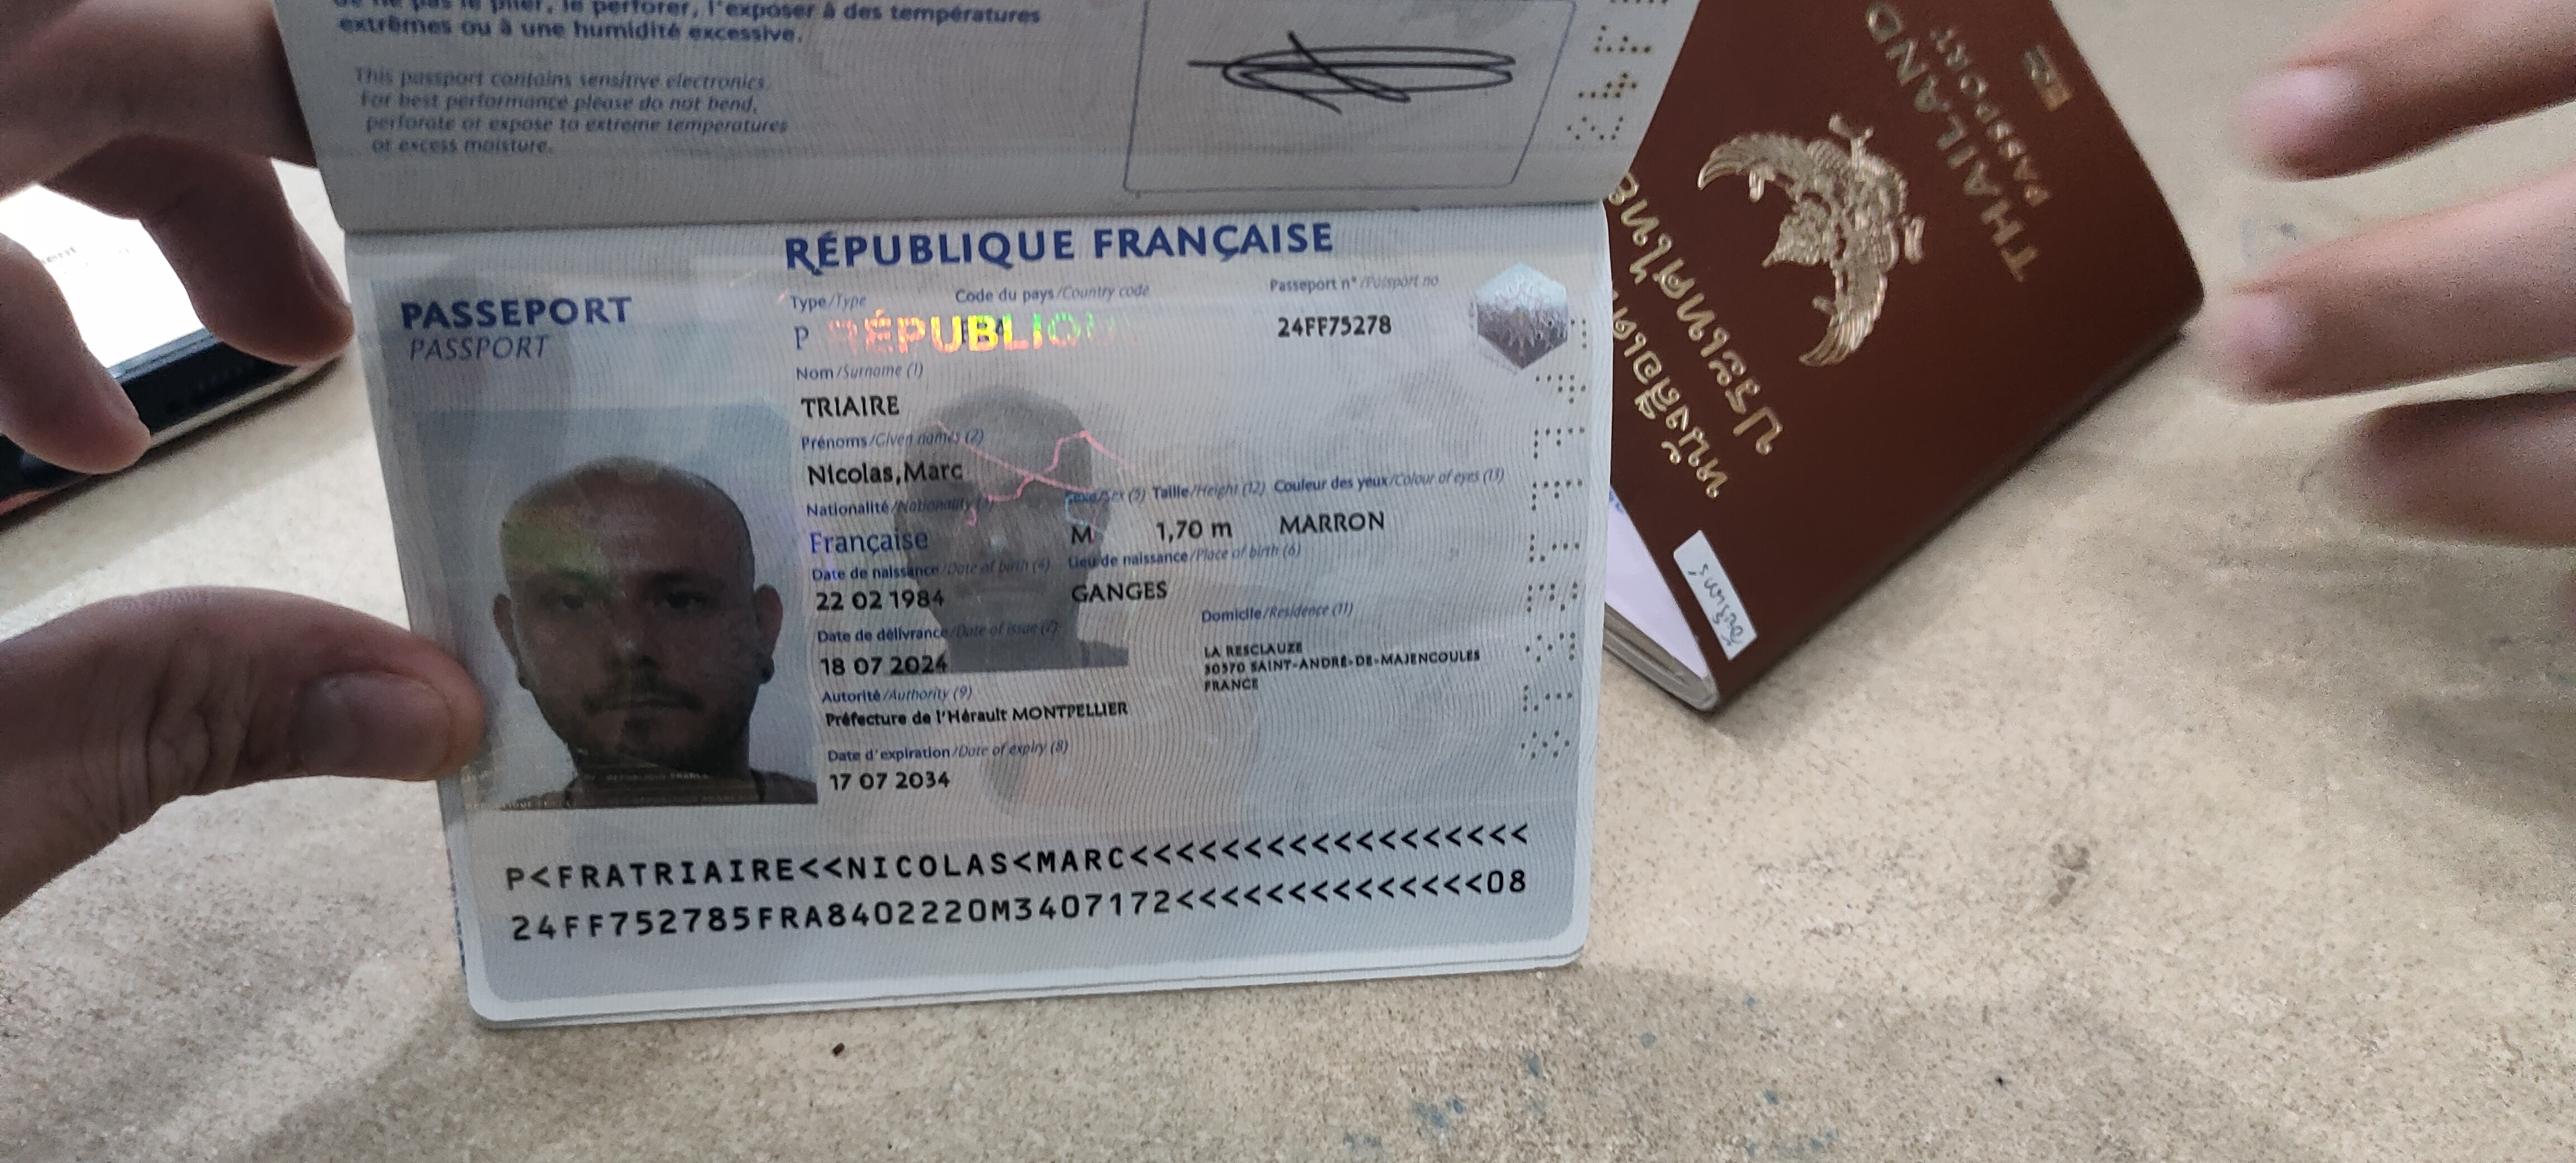 de ne pas le plier, le perforer, l'exposer à des températures
extrêmes ou à une humidité excessive.
This passport contains sensitive electronics.
For best performance please do not bend,
perforate or expose to extreme temperatures
or excess moisture.
RÉPUBLIQUE FRANÇAISE
PASSEPORT
PASSPORT
Type/Type
Code du pays/Country code
Passeport n°/Passport no
P
RÉPUBLIQU
24FF75278
Nom/Surname (1)
TRIAIRE
Prénoms/Given names (2)
Nicolas,Marc
Nationalité/Nationality
Sexe/Sex (5) Taille/Height (12) Couleur des yeux/Colour of eyes (13)
Française
M 1,70 m MARRON
Date de naissance/Date of birth (4)
Lieu de naissance/Place of birth (6)
22 02 1984
GANGES
Date de délivrance/Date of issue (7)
Domicile/Residence (11)
18 07 2024
LA RESCLAUZE
30570 SAINT-ANDRÉ-DE-MAJENCOULES
FRANCE
Autorité/Authority (9)
Préfecture de l'Hérault MONTPELLIER
Date d'expiration/Date of expiry (8)
17 07 2034
P<FRATRIAIRE<<NICOLAS<MARC<<<<<<<<<<<<<<<<<<
24FF752785FRA8402220M3407172<<<<<<<<<<<<<<08
หนังสือเดินทาง
ประเทศไทย
THAILAND
PASSPORT